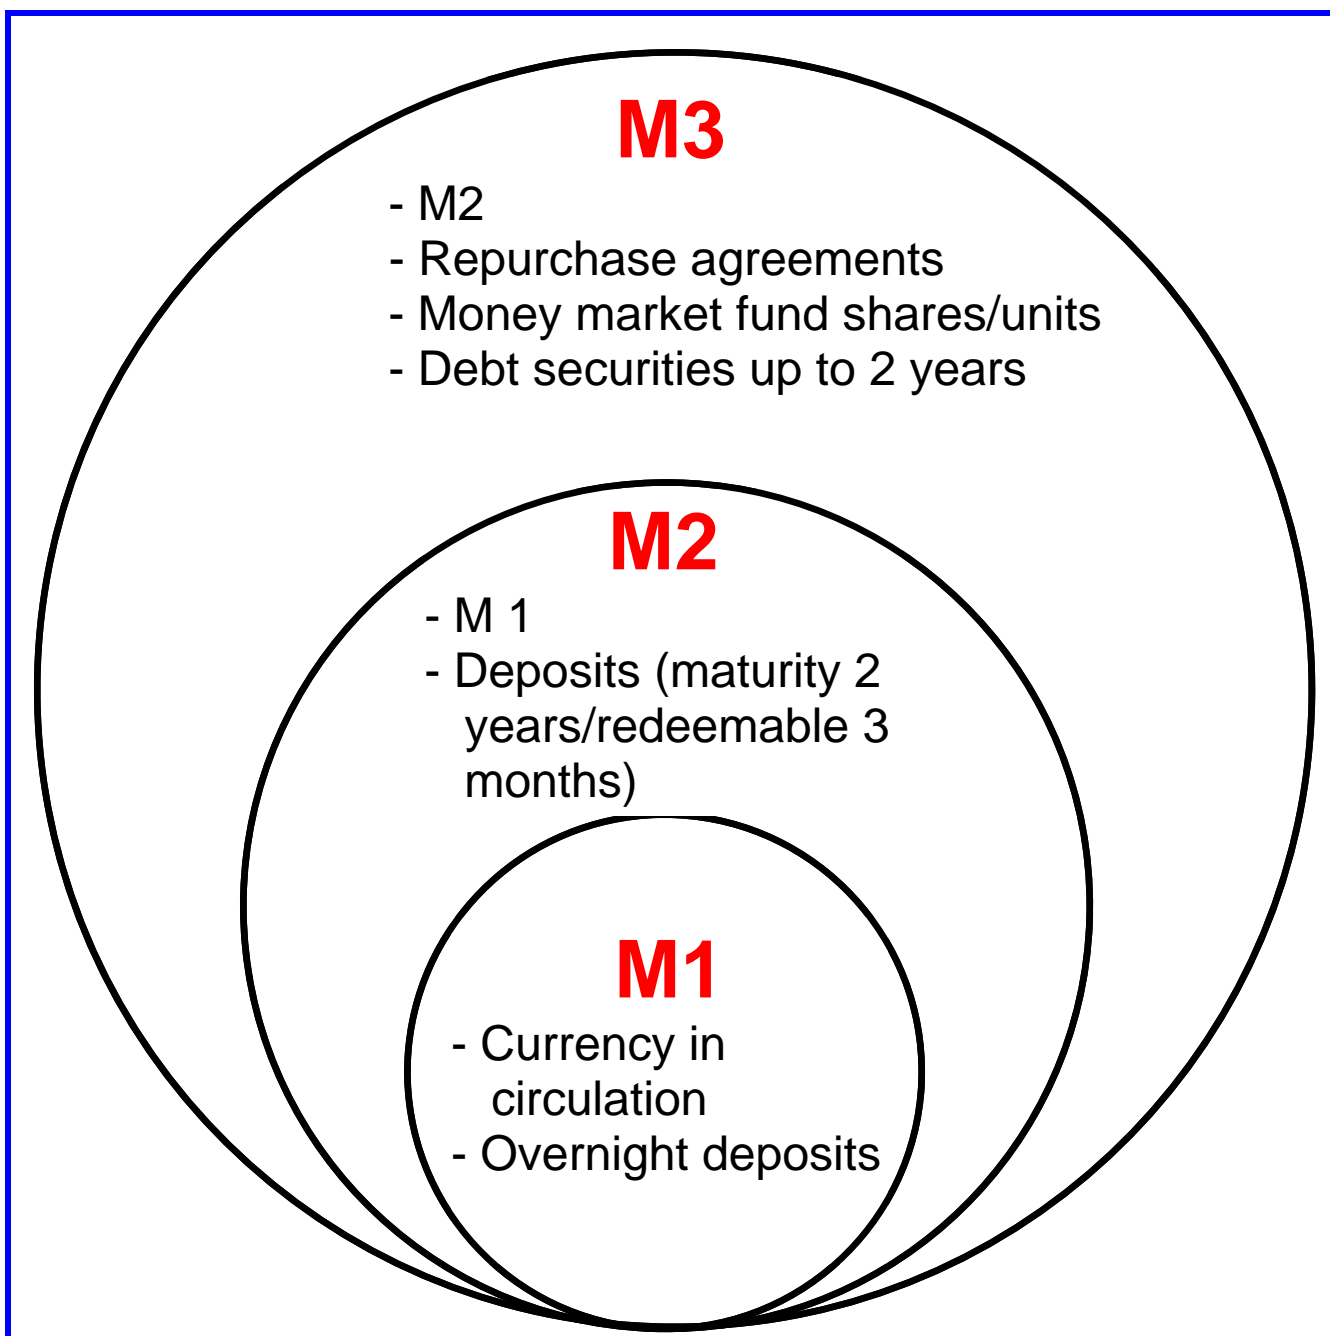 M3
- M2
- Repurchase agreements
- Money market fund shares/units
- Debt securities up to 2 years
M2
- M 1
- Deposits (maturity 2
years/redeemable 3
months)
M1
- Currency in
circulation
- Overnight deposits